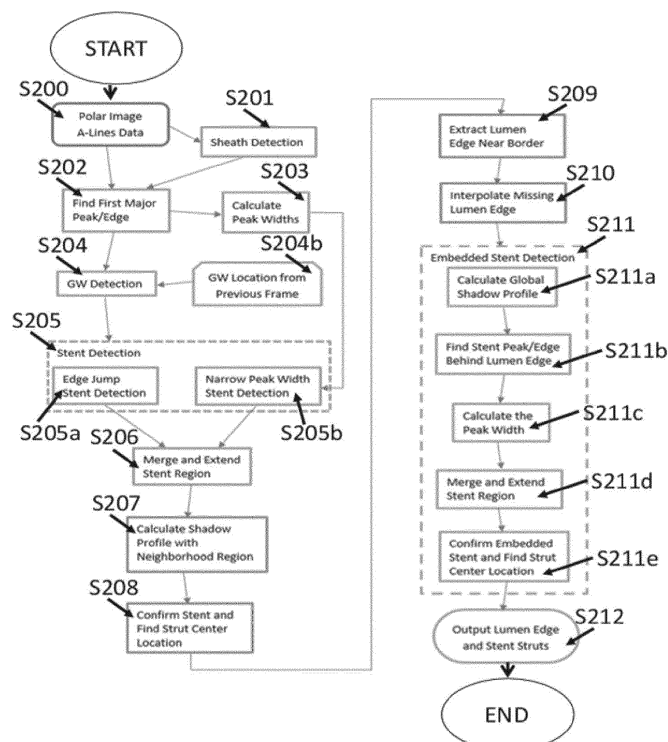 START
S200
Polar Image
A-Lines Data
S201
Sheath Detection
S202
Find First Major
Peak/Edge
S203
Calculate
Peak Widths
S204
GW Detection
S204b
GW Location from
Previous Frame
S205
Stent Detection
Edge Jump
Stent Detection
S205a
Narrow Peak Width
Stent Detection
S205b
S206
Merge and Extend
Stent Region
S207
Calculate Shadow
Profile with
Neighborhood Region
S208
Confirm Stent and
Find Strut Center
Location
S209
Extract Lumen
Edge Near Border
S210
Interpolate Missing
Lumen Edge
S211
Embedded Stent Detection
Calculate Global
Shadow Profile
S211a
Find Stent Peak/Edge
Behind Lumen Edge
S211b
Calculate the
Peak Width
S211c
Merge and Extend
Stent Region
S211d
Confirm Embedded
Stent and Find Strut
Center Location
S211e
Output Lumen Edge
and Stent Struts
S212
END